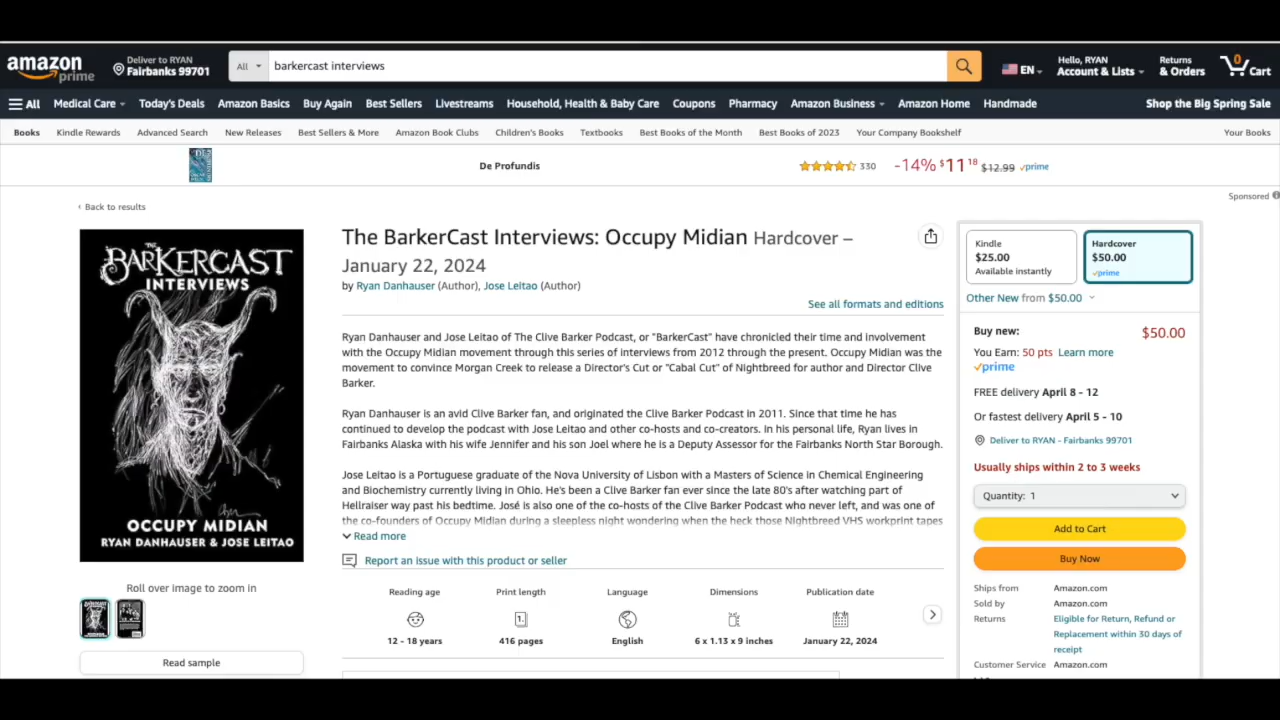 amazon
prime
Deliver to RYAN
Fairbanks 99701
All
barkercast interviews
EN
Hello, RYAN
Account & Lists
Returns
& Orders
0
Cart
All
Medical Care
Today's Deals
Amazon Basics
Buy Again
Best Sellers
Livestreams
Household, Health & Baby Care
Coupons
Pharmacy
Amazon Business
Amazon Home
Handmade
Shop the Big Spring Sale
Books
Kindle Rewards
Advanced Search
New Releases
Best Sellers & More
Amazon Book Clubs
Children's Books
Textbooks
Best Books of the Month
Best Books of 2023
Your Company Bookshelf
Your Books
De Profundis
330
-14% $11 18 $12.99 prime
Sponsored
‹ Back to results
THE
BARKERCAST
INTERVIEWS
OCCUPY MIDIAN
RYAN DANHAUSER & JOSE LEITAO
Roll over image to zoom in
Read sample
The BarkerCast Interviews: Occupy Midian Hardcover –
January 22, 2024
by Ryan Danhauser (Author), Jose Leitao (Author)
See all formats and editions
Ryan Danhauser and Jose Leitao of The Clive Barker Podcast, or "BarkerCast" have chronicled their time and involvement
with the Occupy Midian movement through this series of interviews from 2012 through the present. Occupy Midian was the
movement to convince Morgan Creek to release a Director's Cut or "Cabal Cut" of Nightbreed for author and Director Clive
Barker.
Ryan Danhauser is an avid Clive Barker fan, and originated the Clive Barker Podcast in 2011. Since that time he has
continued to develop the podcast with Jose Leitao and other co-hosts and co-creators. In his personal life, Ryan lives in
Fairbanks Alaska with his wife Jennifer and his son Joel where he is a Deputy Assessor for the Fairbanks North Star Borough.
Jose Leitao is a Portuguese graduate of the Nova University of Lisbon with a Masters of Science in Chemical Engineering
and Biochemistry currently living in Ohio. He's been a Clive Barker fan ever since the late 80's after watching part of
Hellraiser way past his bedtime. José is also one of the co-hosts of the Clive Barker Podcast who never left, and was one of
the co-founders of Occupy Midian during a sleepless night wondering when the heck those Nightbreed VHS workprint tapes
Read more
Report an issue with this product or seller
Reading age
12 - 18 years
Print length
416 pages
Language
English
Dimensions
6 x 1.13 x 9 inches
Publication date
January 22, 2024
Kindle
$25.00
Available instantly
Hardcover
$50.00
prime
Other New from $50.00
Buy new:
$50.00
You Earn: 50 pts Learn more
prime
FREE delivery April 8 - 12
Or fastest delivery April 5 - 10
Deliver to RYAN - Fairbanks 99701
Usually ships within 2 to 3 weeks
Quantity: 1
Add to Cart
Buy Now
Ships from Amazon.com
Sold by Amazon.com
Returns Eligible for Return, Refund or
Replacement within 30 days of
receipt
Customer Service Amazon.com